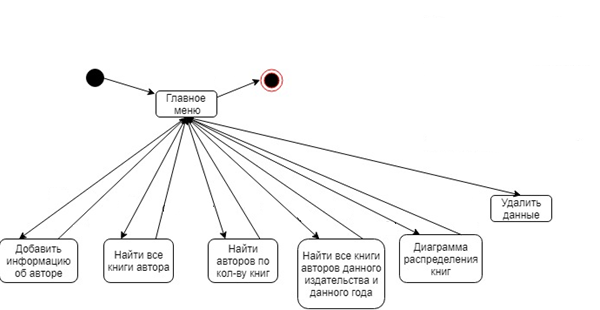 Главное
меню
Удалить
данные
Добавить
информацию
об авторе
Найти все
книги автора
Найти
авторов по
кол-ву книг
Найти все книги
авторов данного
издательства и
данного года
Диаграмма
распределения
книг